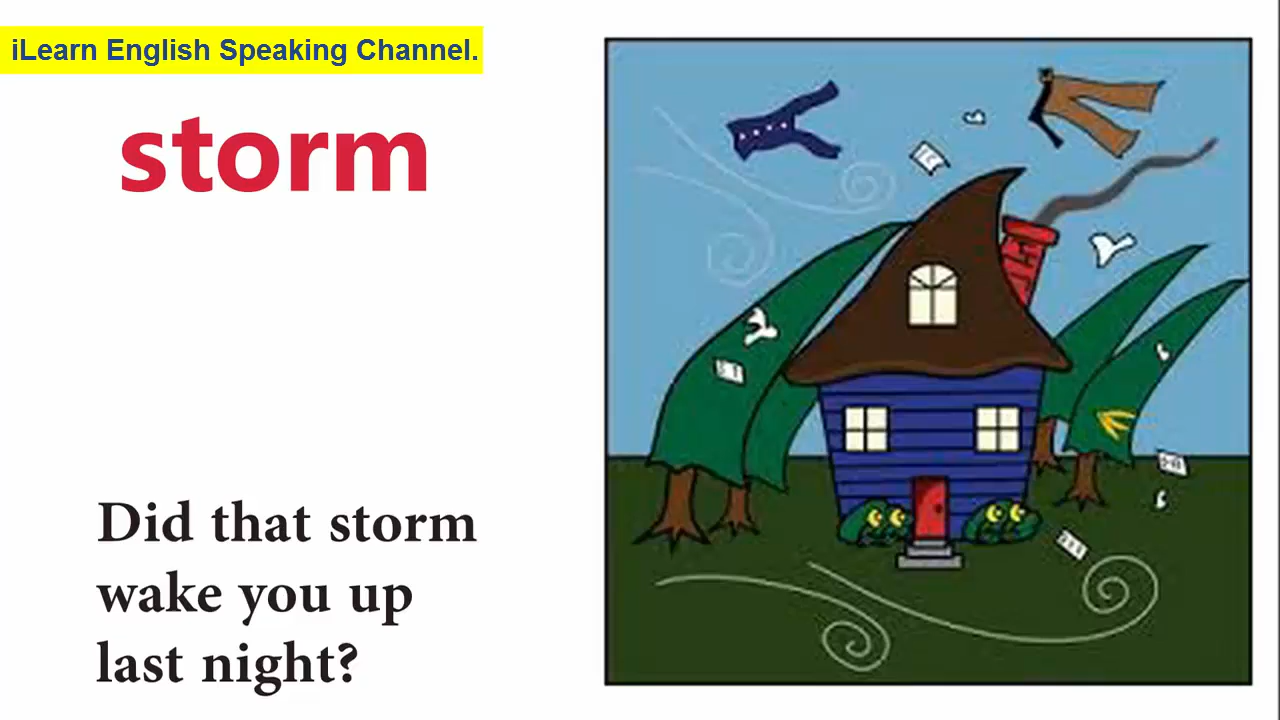 iLearn English Speaking Channel.
storm
Did that storm
wake you up
last night?